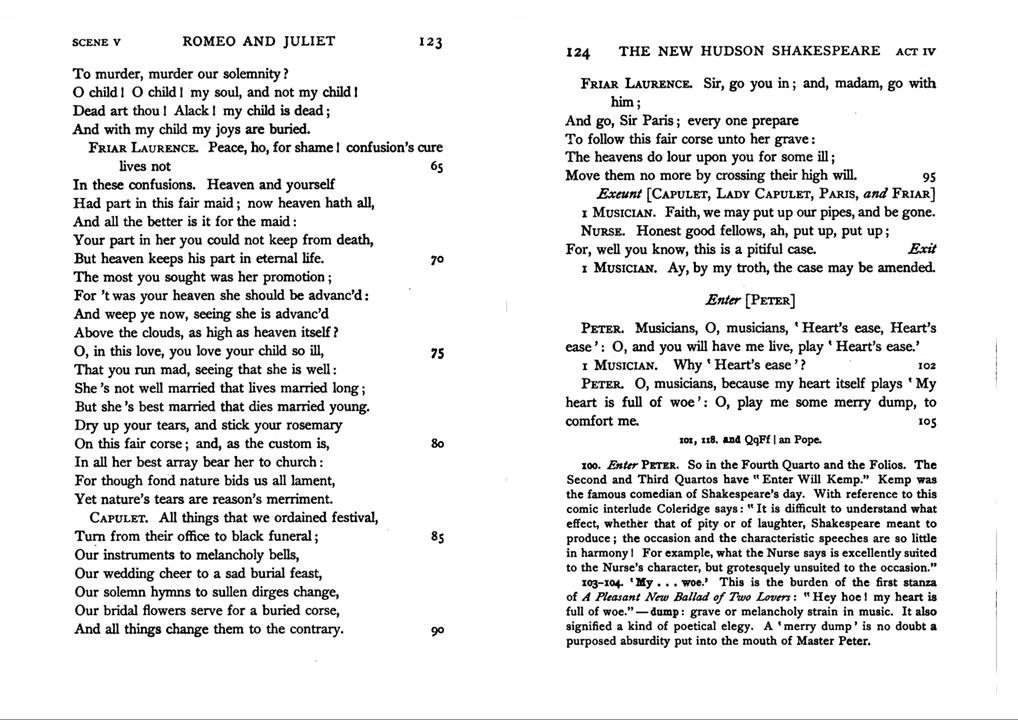 SCENE V ROMEO AND JULIET 123
To murder, murder our solemnity?
O child! O child! my soul, and not my child!
Dead art thou! Alack! my child is dead;
And with my child my joys are buried.
FRIAR LAURENCE. Peace, ho, for shame! confusion's cure
lives not 65
In these confusions. Heaven and yourself
Had part in this fair maid; now heaven hath all,
And all the better is it for the maid:
Your part in her you could not keep from death,
But heaven keeps his part in eternal life. 70
The most you sought was her promotion;
For 't was your heaven she should be advanc'd:
And weep ye now, seeing she is advanc'd
Above the clouds, as high as heaven itself?
O, in this love, you love your child so ill, 75
That you run mad, seeing that she is well:
She 's not well married that lives married long;
But she 's best married that dies married young.
Dry up your tears, and stick your rosemary
On this fair corse; and, as the custom is, 80
In all her best array bear her to church:
For though fond nature bids us all lament,
Yet nature's tears are reason's merriment.
CAPULET. All things that we ordained festival,
Turn from their office to black funeral; 85
Our instruments to melancholy bells,
Our wedding cheer to a sad burial feast,
Our solemn hymns to sullen dirges change,
Our bridal flowers serve for a buried corse,
And all things change them to the contrary. 90
124 THE NEW HUDSON SHAKESPEARE ACT IV
FRIAR LAURENCE. Sir, go you in; and, madam, go with
him;
And go, Sir Paris; every one prepare
To follow this fair corse unto her grave:
The heavens do lour upon you for some ill;
Move them no more by crossing their high will. 95
Exeunt [CAPULET, LADY CAPULET, PARIS, and FRIAR]
1 MUSICIAN. Faith, we may put up our pipes, and be gone.
NURSE. Honest good fellows, ah, put up, put up;
For, well you know, this is a pitiful case. Exit
1 MUSICIAN. Ay, by my troth, the case may be amended.
Enter [PETER]
PETER. Musicians, O, musicians, 'Heart's ease, Heart's
ease': O, and you will have me live, play 'Heart's ease.'
1 MUSICIAN. Why 'Heart's ease'? 102
PETER. O, musicians, because my heart itself plays 'My
heart is full of woe': O, play me some merry dump, to
comfort me. 105
101, 118. and QqFf | an Pope.
100. Enter PETER. So in the Fourth Quarto and the Folios. The
Second and Third Quartos have "Enter Will Kemp." Kemp was
the famous comedian of Shakespeare's day. With reference to this
comic interlude Coleridge says: "It is difficult to understand what
effect, whether that of pity or of laughter, Shakespeare meant to
produce; the occasion and the characteristic speeches are so little
in harmony! For example, what the Nurse says is excellently suited
to the Nurse's character, but grotesquely unsuited to the occasion."
103-104. 'My . . . woe.' This is the burden of the first stanza
of A Pleasant New Ballad of Two Lovers: "Hey hoe! my heart is
full of woe." — dump: grave or melancholy strain in music. It also
signified a kind of poetical elegy. A 'merry dump' is no doubt a
purposed absurdity put into the mouth of Master Peter.